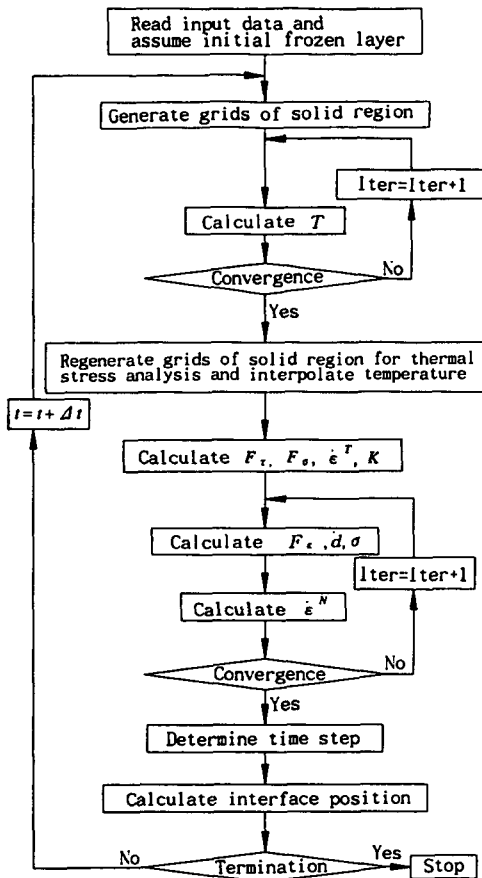 Read input data and
assume initial frozen layer
Generate grids of solid region
Iter=Iter+1
Calculate T
Convergence
No
Yes
Regenerate grids of solid region for thermal
stress analysis and interpolate temperature
t=t+Δt
Calculate F_τ, F_σ, ε̇^T, K
Calculate F_ε, ḋ, σ
Iter=Iter+1
Calculate ε̇^N
Convergence
No
Yes
Determine time step
Calculate interface position
No
Termination
Yes
Stop